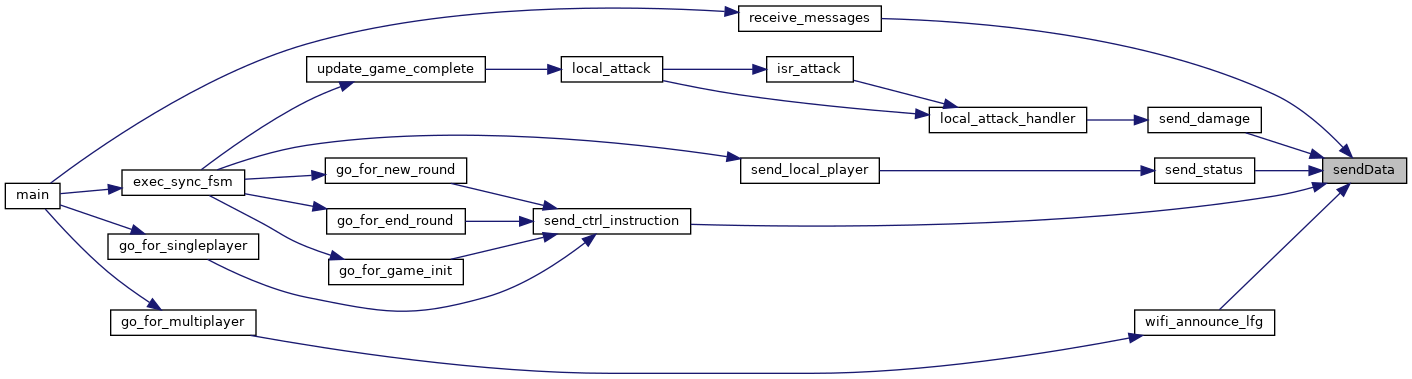 receive_messages
update_game_complete
local_attack
isr_attack
local_attack_handler
send_damage
exec_sync_fsm
go_for_new_round
send_local_player
send_status
sendData
main
go_for_end_round
send_ctrl_instruction
go_for_singleplayer
go_for_game_init
go_for_multiplayer
wifi_announce_lfg